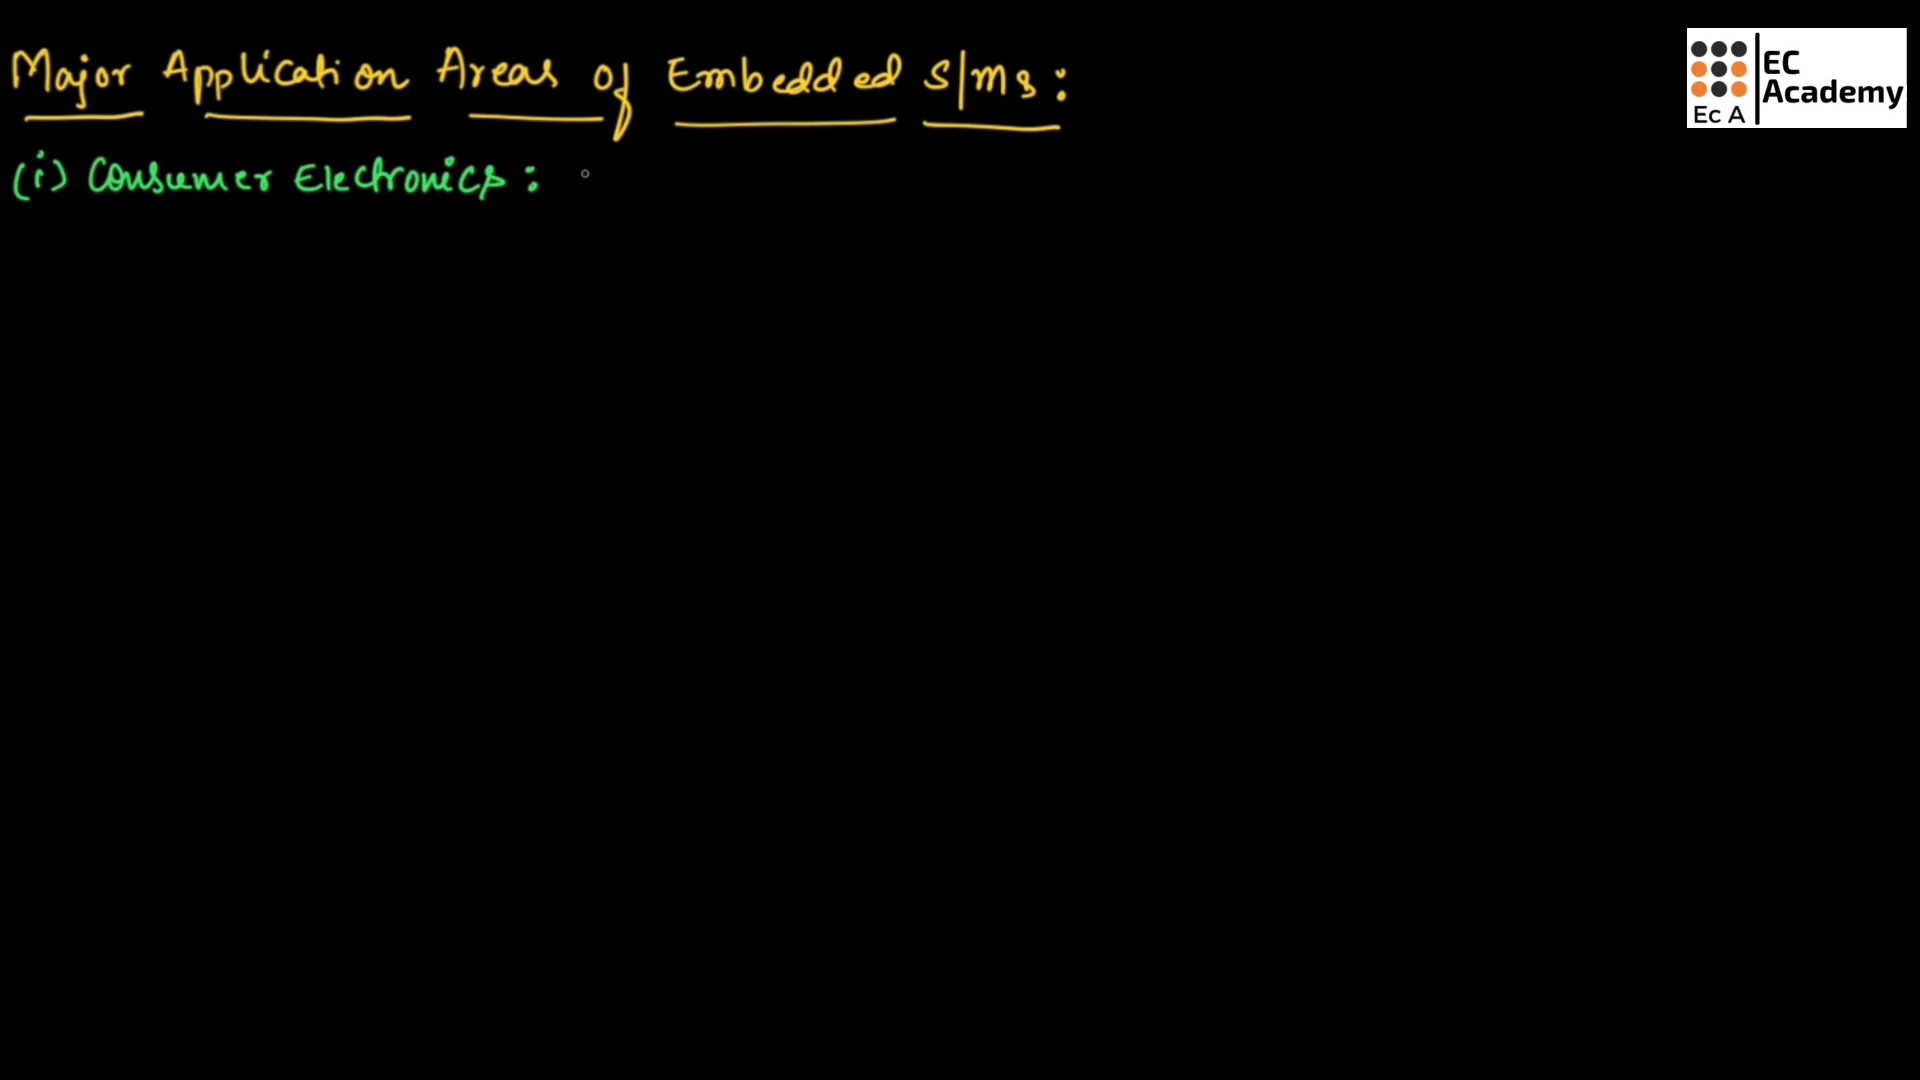 Major Application Areas of Embedded S/ms:
(i) Consumer Electronics:
EC
Academy
Ec A